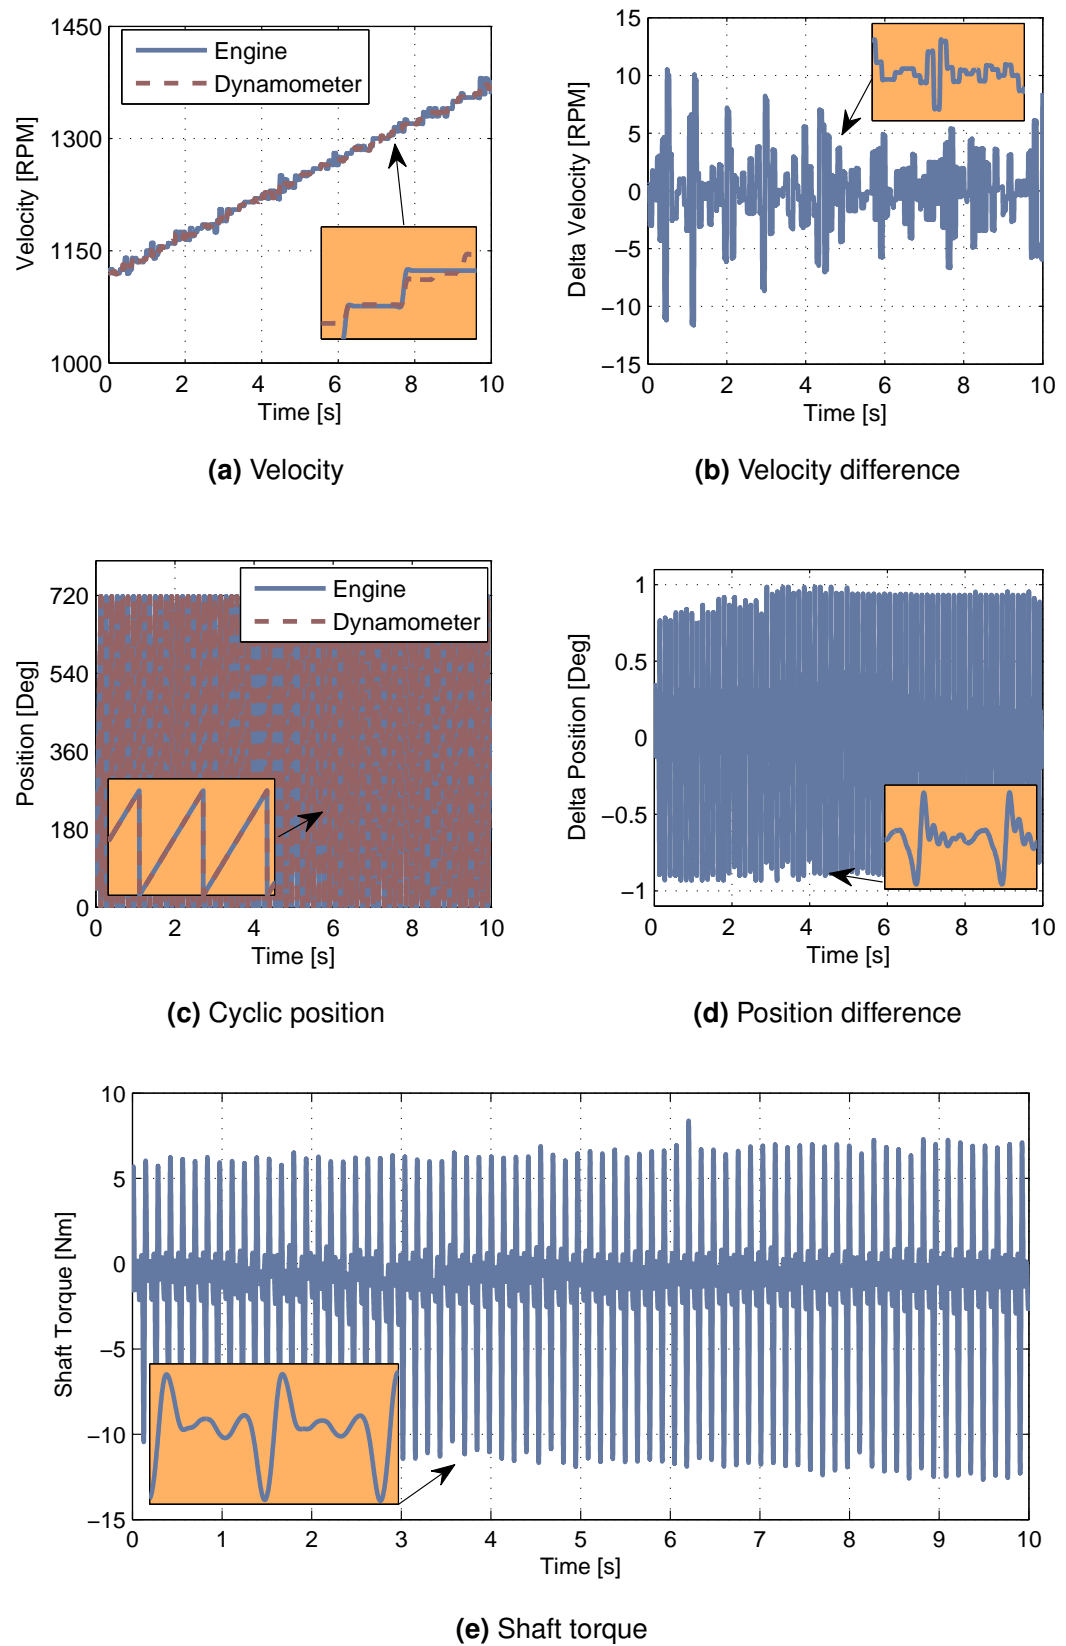 1450
1300
1150
1000
Velocity [RPM]
Engine
Dynamometer
0 2 4 6 8 10
Time [s]
(a) Velocity
15
10
5
0
−5
−10
−15
Delta Velocity [RPM]
0 2 4 6 8 10
Time [s]
(b) Velocity difference
720
540
360
180
0
Position [Deg]
Engine
Dynamometer
0 2 4 6 8 10
Time [s]
(c) Cyclic position
1
0.5
0
−0.5
−1
Delta Position [Deg]
0 2 4 6 8 10
Time [s]
(d) Position difference
10
5
0
−5
−10
−15
Shaft Torque [Nm]
0 1 2 3 4 5 6 7 8 9 10
Time [s]
(e) Shaft torque